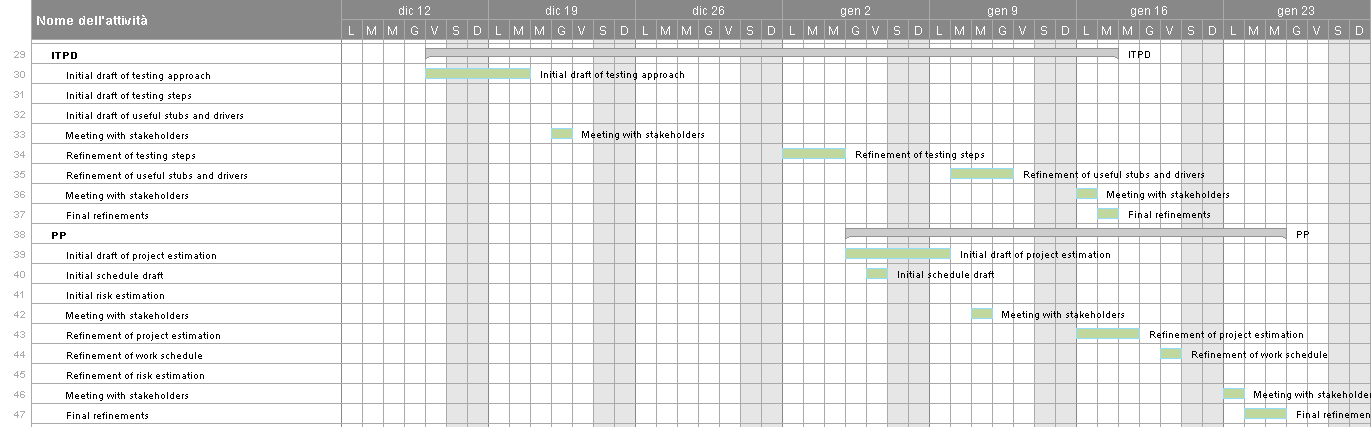 Nome dell'attività
dic 12 dic 19 dic 26 gen 2 gen 9 gen 16 gen 23
L M M G V S D L M M G V S D L M M G V S D L M M G V S D L M M G V S D L M M G V S D L M M G V S D
29 ITPD ITPD
30 Initial draft of testing approach Initial draft of testing approach
31 Initial draft of testing steps
32 Initial draft of useful stubs and drivers
33 Meeting with stakeholders Meeting with stakeholders
34 Refinement of testing steps Refinement of testing steps
35 Refinement of useful stubs and drivers Refinement of useful stubs and drivers
36 Meeting with stakeholders Meeting with stakeholders
37 Final refinements Final refinements
38 PP PP
39 Initial draft of project estimation Initial draft of project estimation
40 Initial schedule draft Initial schedule draft
41 Initial risk estimation
42 Meeting with stakeholders Meeting with stakeholders
43 Refinement of project estimation Refinement of project estimation
44 Refinement of work schedule Refinement of work schedule
45 Refinement of risk estimation
46 Meeting with stakeholders Meeting with stakeholder
47 Final refinements Final refinemen